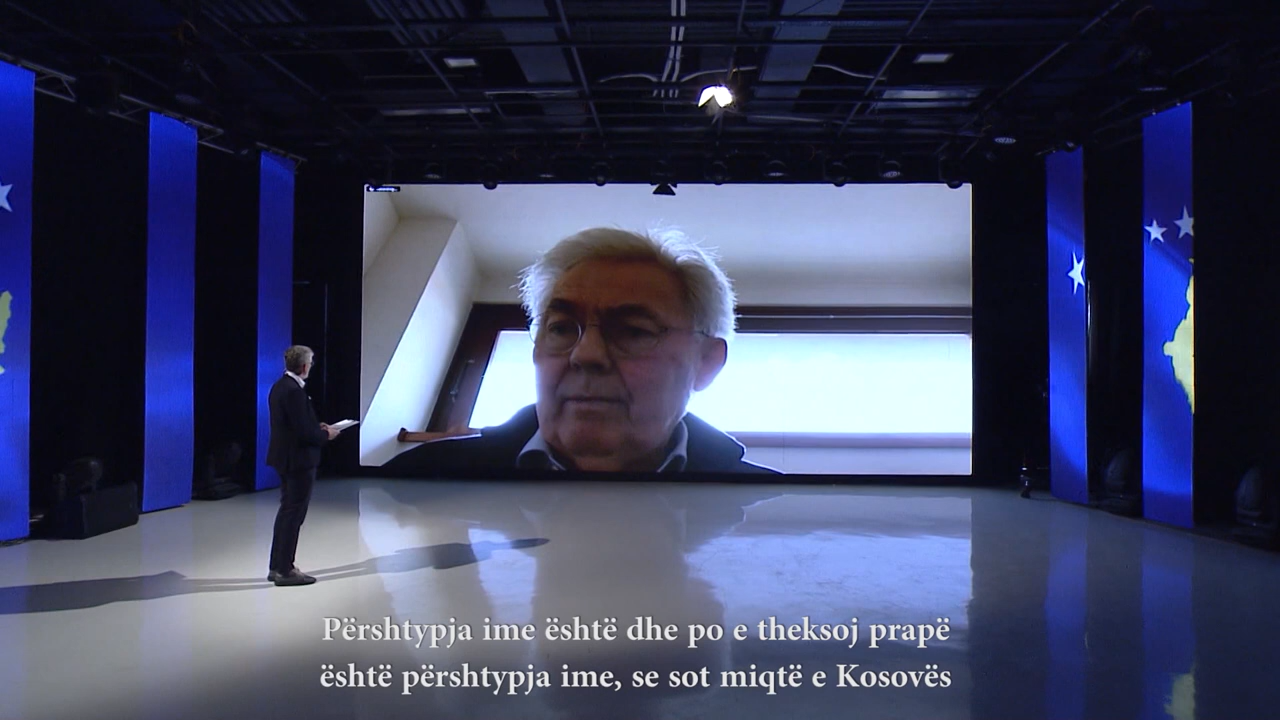 Përshtypja ime është dhe po e theksoj prapë
është përshtypja ime, se sot miqtë e Kosovës